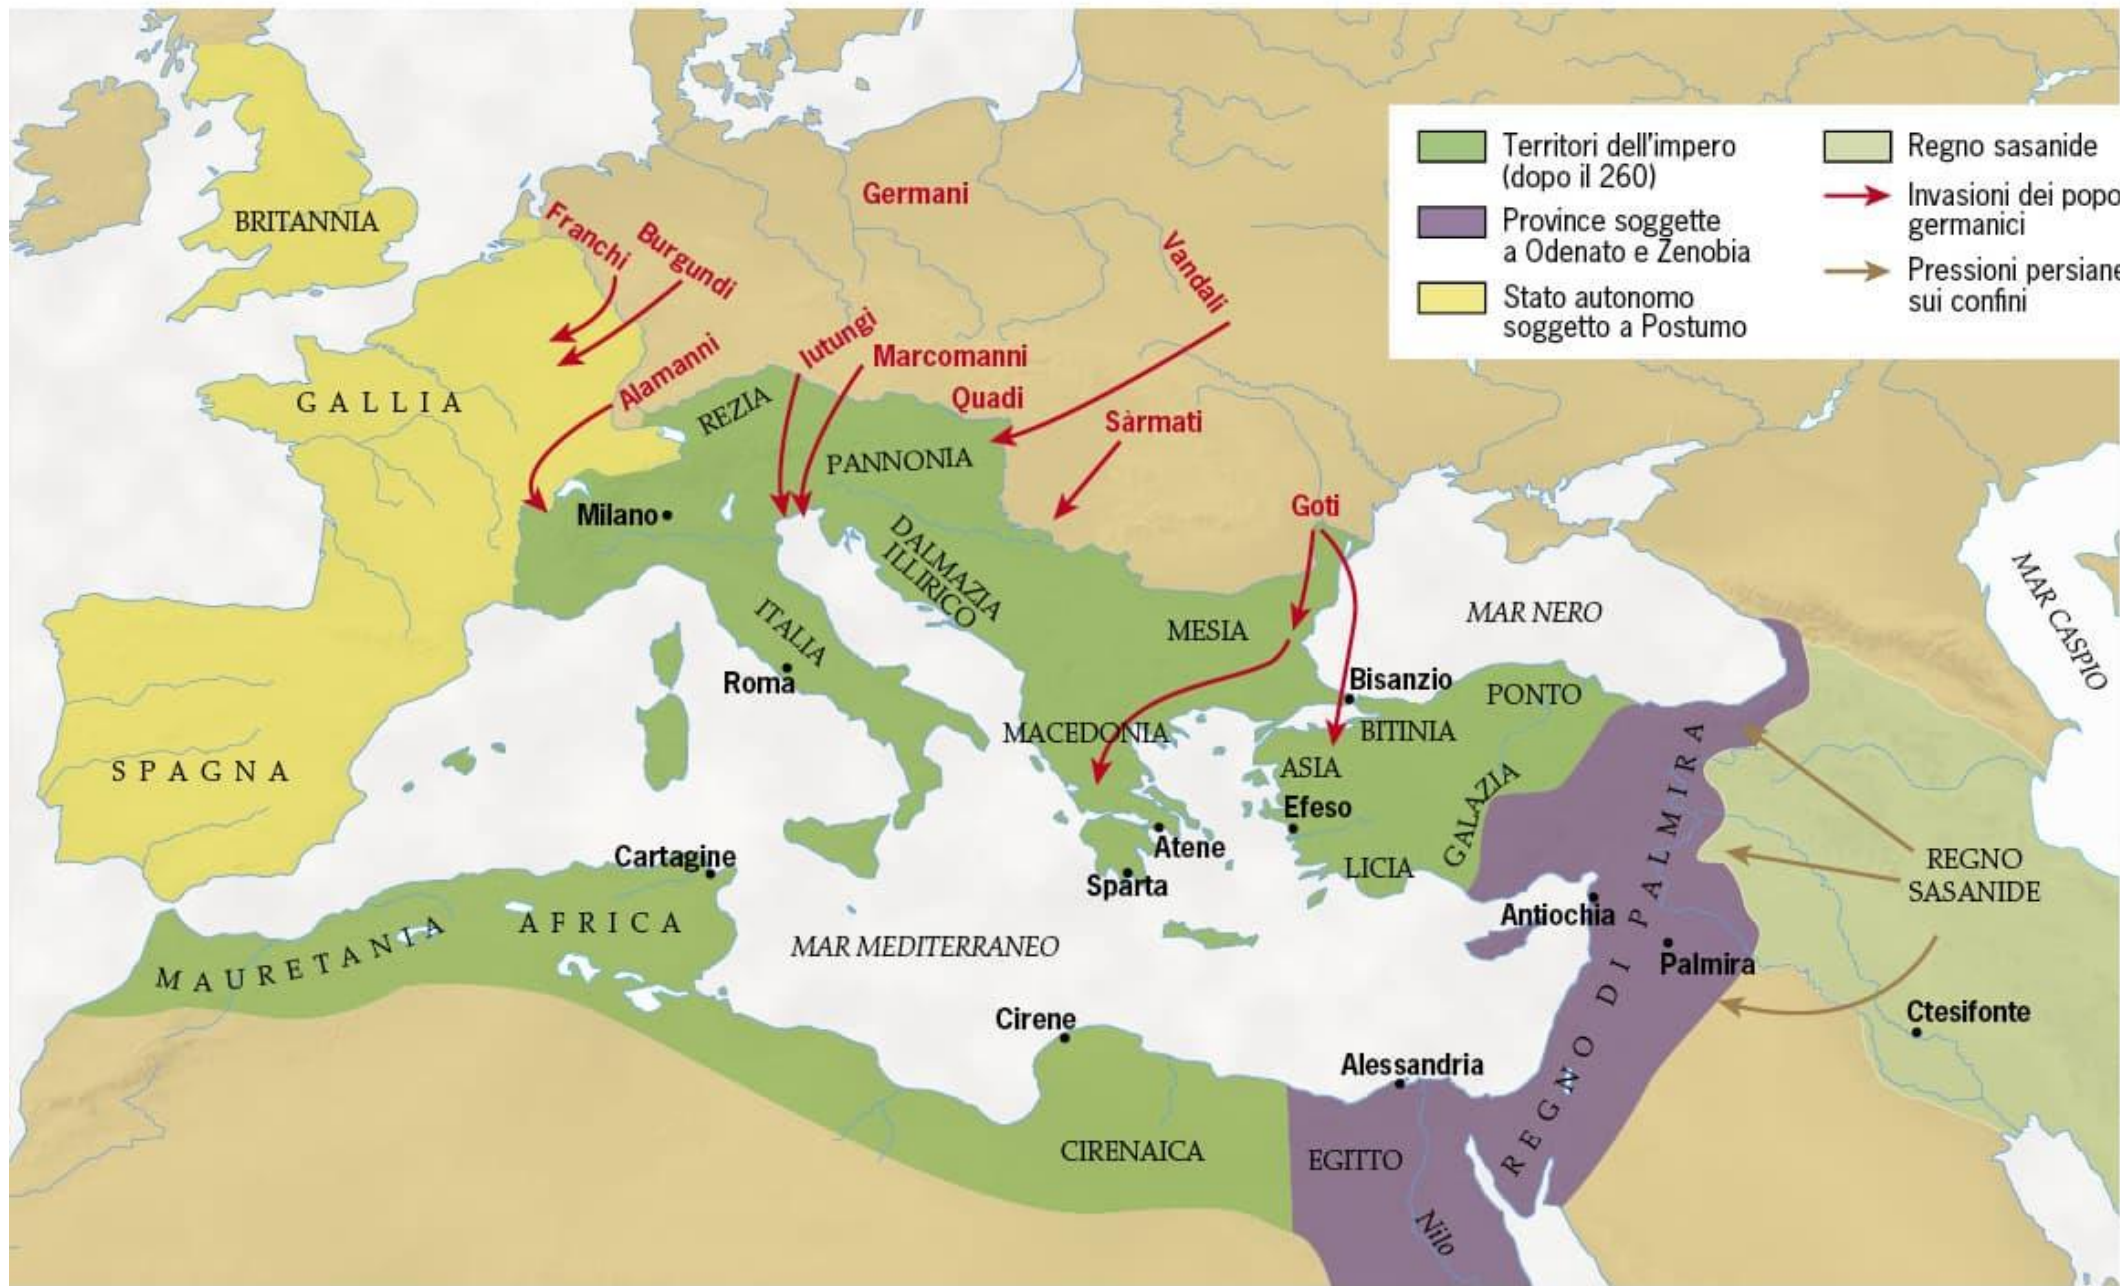 Territori dell'impero
(dopo il 260)
Province soggette
a Odenato e Zenobia
Stato autonomo
soggetto a Postumo
Regno sasanide
Invasioni dei popo
germanici
Pressioni persiane
sui confini
BRITANNIA
Germani
Franchi
Burgundi
Vandali
Iutungi
Marcomanni
Alamanni
Quadi
Sàrmati
GALLIA
REZIA
PANNONIA
Milano
Goti
DALMAZIA
ILLIRICO
MAR NERO
MAR CASPIO
ITALIA
MESIA
Roma
Bisanzio
PONTO
MACEDONIA
BITINIA
SPAGNA
ASIA
Efeso
GALAZIA
REGNO DI PALMIRA
Cartagine
Atene
LICIA
Sparta
REGNO
SASANIDE
MAURETANIA
AFRICA
Antiochia
MAR MEDITERRANEO
Palmira
Cirene
Ctesifonte
Alessandria
CIRENAICA
EGITTO
Nilo